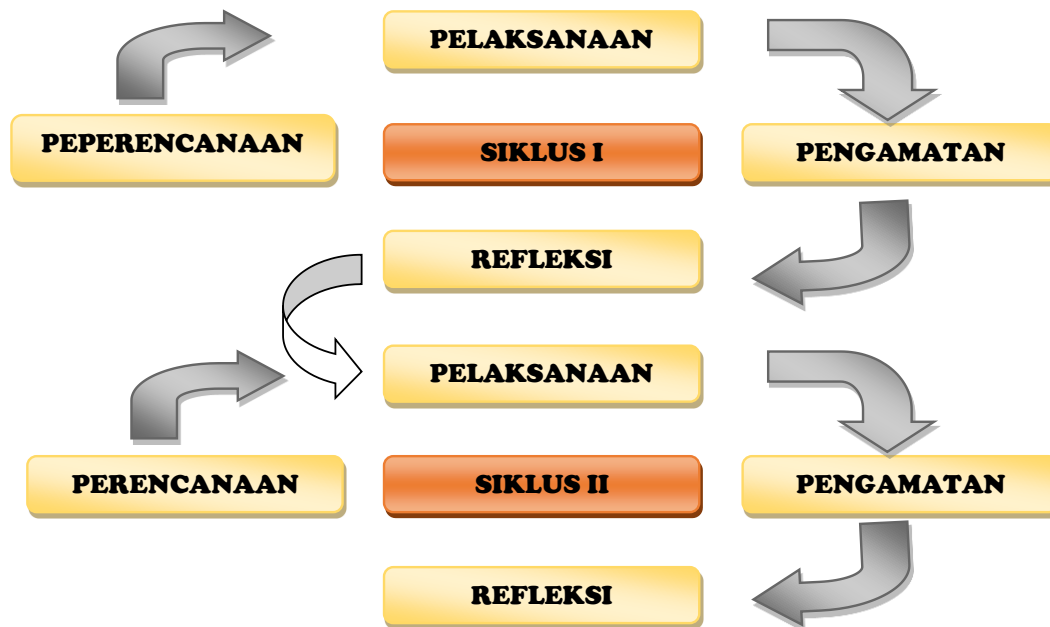 PELAKSANAAN
PEPERENCANAAN
SIKLUS I
PENGAMATAN
REFLEKSI
PELAKSANAAN
PERENCANAAN
SIKLUS II
PENGAMATAN
REFLEKSI